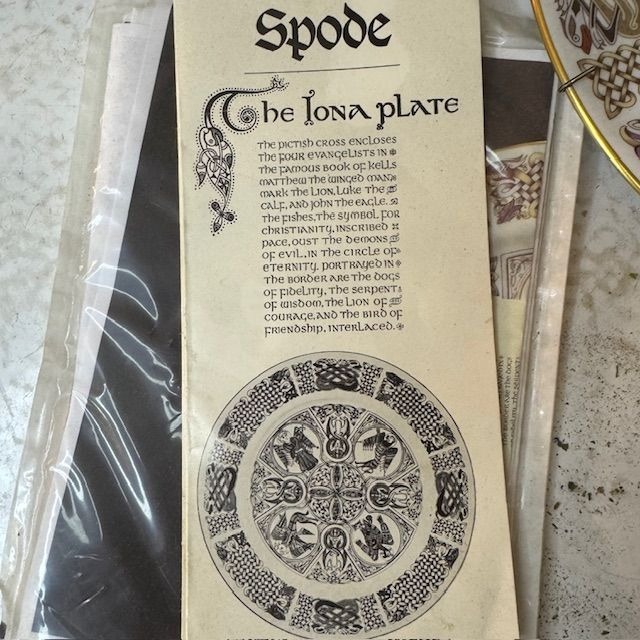 Spode
The Iona plate
the pictish cross encloses
the four evangelists in
the famous book of kells
matthew the winged man
mark the lion, luke the
calf, and john the eagle.
the fishes, the symbol for
christianity, inscribed
pace, oust the demons
of evil, in the circle of
eternity. portrayed in
the border are the dogs
of fidelity, the serpent
of wisdom, the lion of
courage, and the bird of
friendship, interlaced.